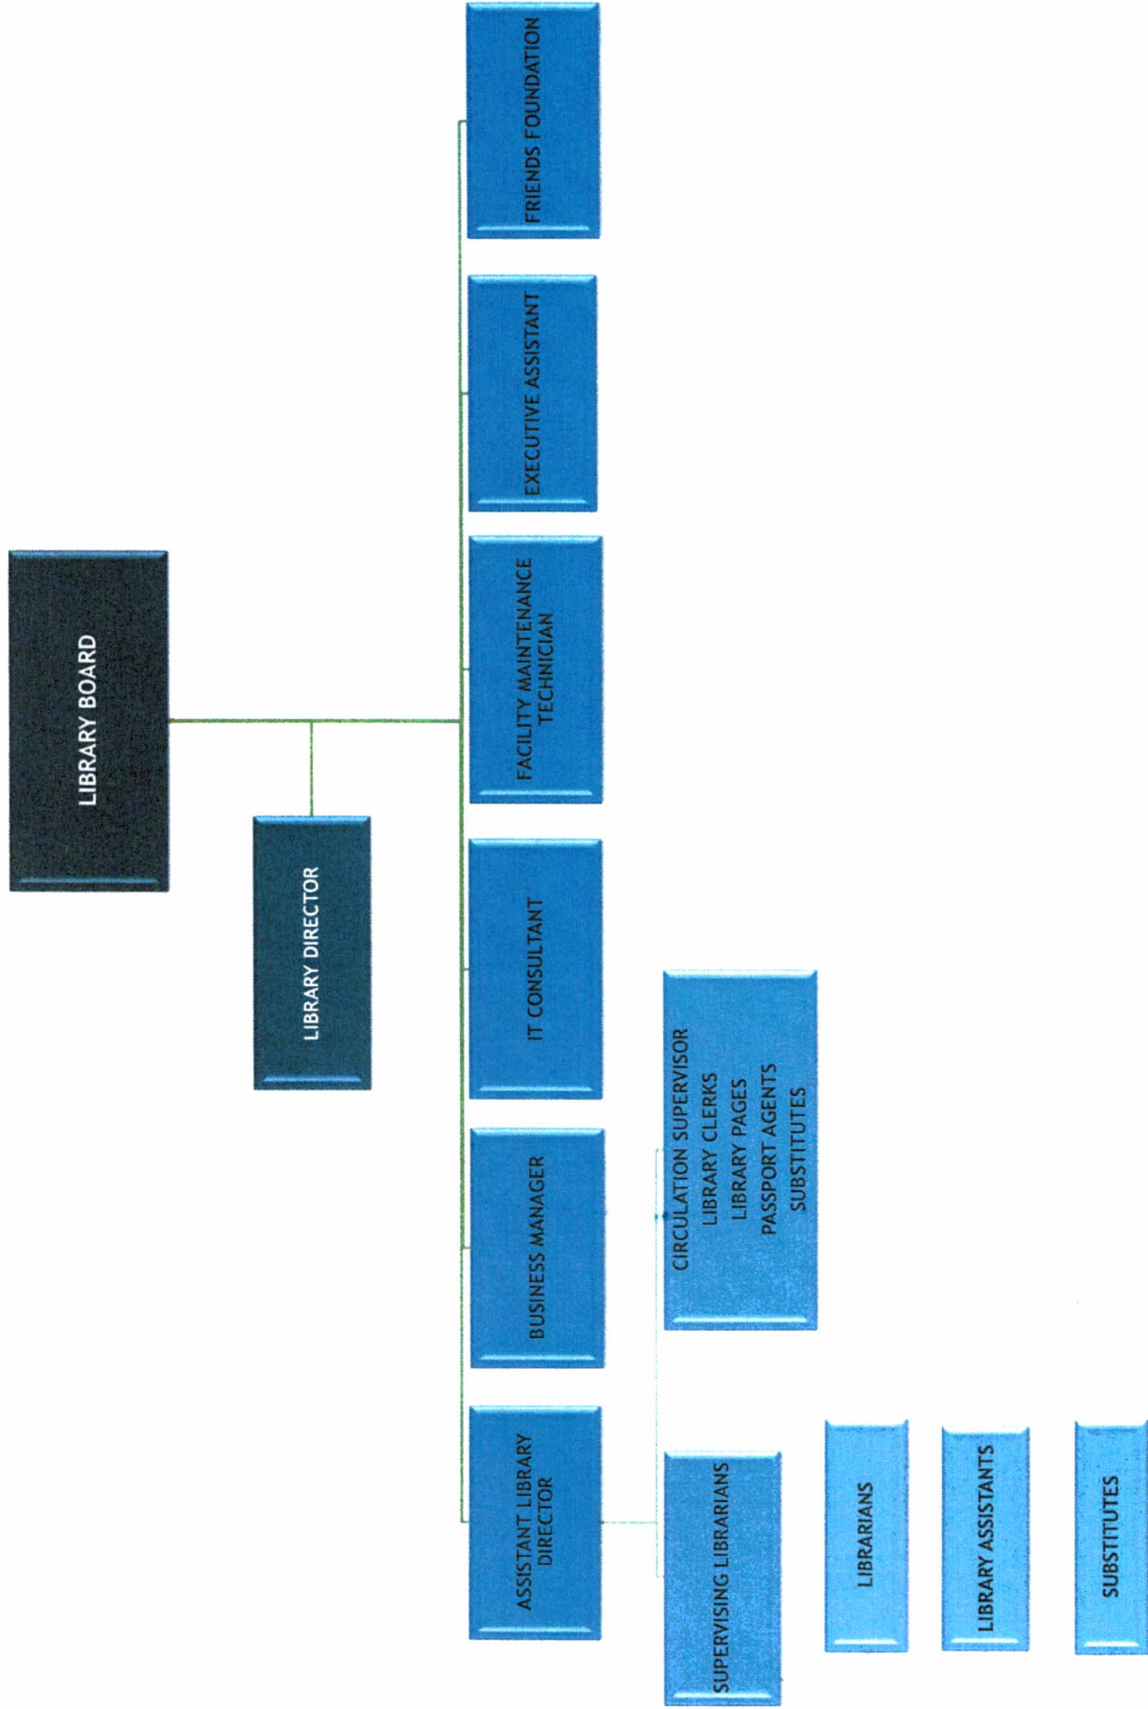 LIBRARY BOARD
LIBRARY DIRECTOR
ASSISTANT LIBRARY
DIRECTOR
BUSINESS MANAGER
IT CONSULTANT
FACILITY MAINTENANCE
TECHNICIAN
EXECUTIVE ASSISTANT
FRIENDS FOUNDATION
SUPERVISING LIBRARIANS
CIRCULATION SUPERVISOR
LIBRARY CLERKS
LIBRARY PAGES
PASSPORT AGENTS
SUBSTITUTES
LIBRARIANS
LIBRARY ASSISTANTS
SUBSTITUTES